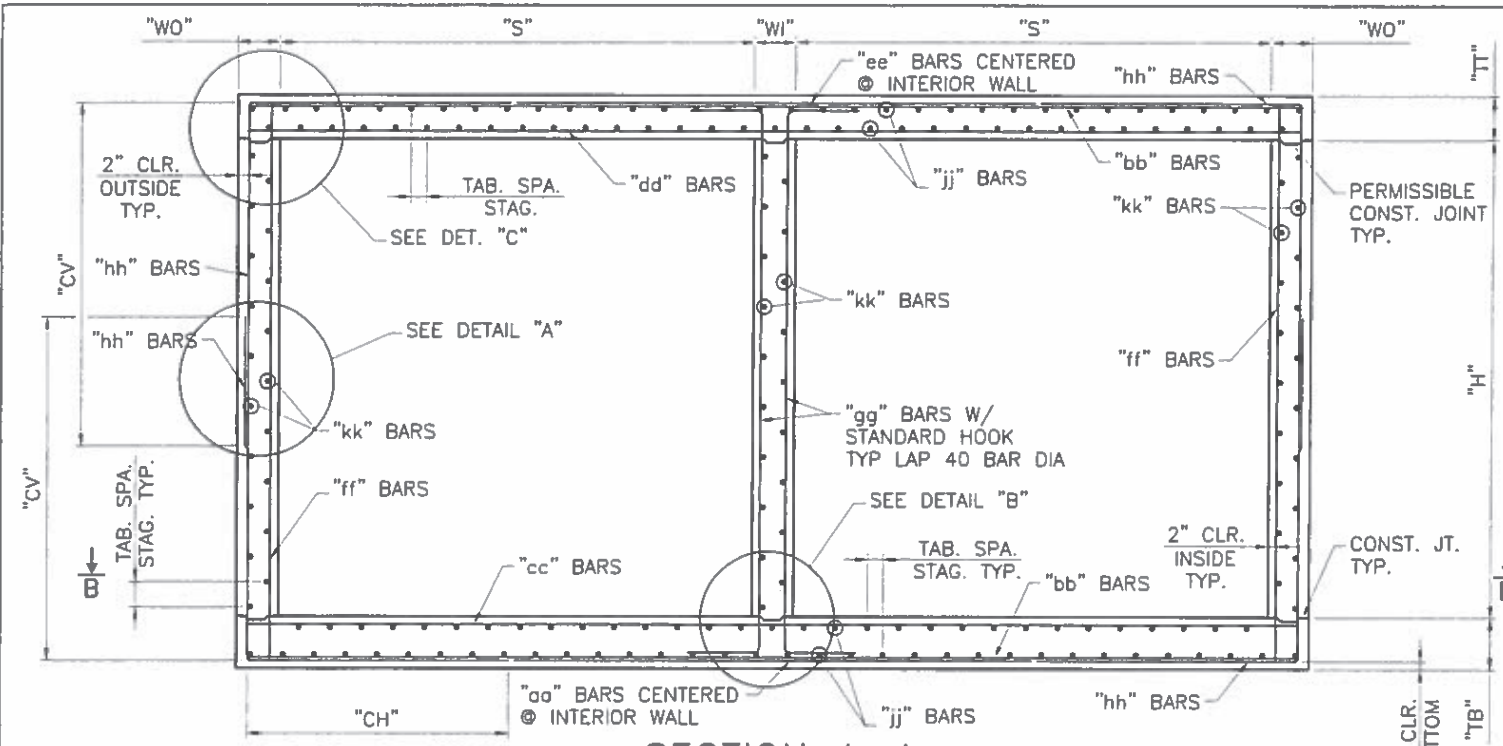 "WO"
"S"
"WI"
"S"
"WO"
"TT"
"ee" BARS CENTERED
@ INTERIOR WALL
"hh" BARS
2" CLR.
OUTSIDE
TYP.
TAB. SPA.
STAG.
"dd" BARS
"jj" BARS
"bb" BARS
"kk" BARS
PERMISSIBLE
CONST. JOINT
TYP.
SEE DET. "C"
"CV"
"hh" BARS
"kk" BARS
"hh" BARS
SEE DETAIL "A"
"ff" BARS
"H"
"kk" BARS
"gg" BARS W/
STANDARD HOOK
TYP LAP 40 BAR DIA
"CV"
TAB. SPA.
STAG. TYP.
"ff" BARS
SEE DETAIL "B"
B
"cc" BARS
TAB. SPA.
STAG. TYP.
"bb" BARS
2" CLR.
INSIDE
TYP.
CONST. JT.
TYP.
"CH"
"aa" BARS CENTERED
@ INTERIOR WALL
"jj" BARS
"hh" BARS
CLR.
"TB"